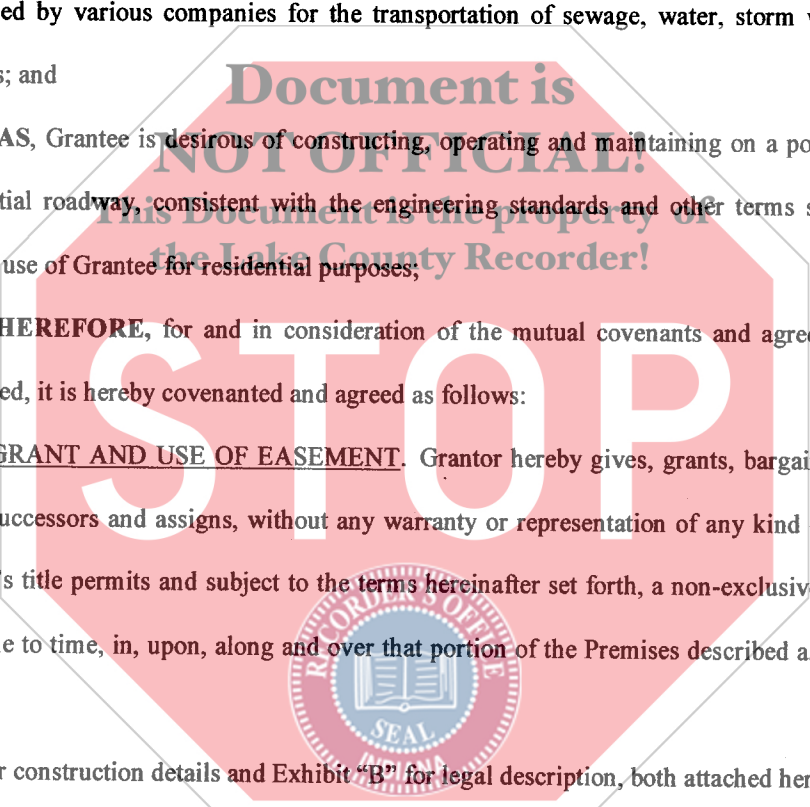 ed by various companies for the transportation of sewage, water, storm
s; and
Document is
AS, Grantee is desirous of constructing, operating and maintaining on a po
NOT OFFICIAL!
tial roadway, consistent with the engineering standards and other terms s
This Document is the property of
use of Grantee for residential purposes;
the Lake County Recorder!
HEREFORE, for and in consideration of the mutual covenants and agree
ed, it is hereby covenanted and agreed as follows:
GRANT AND USE OF EASEMENT. Grantor hereby gives, grants, bargai
STOP
uccessors and assigns, without any warranty or representation of any kind
's title permits and subject to the terms hereinafter set forth, a non-exclusiv
RECORDER'S OFFICE
e to time, in, upon, along and over that portion of the Premises described a
SEAL
INDIANA
r construction details and Exhibit “B” for legal description, both attached her